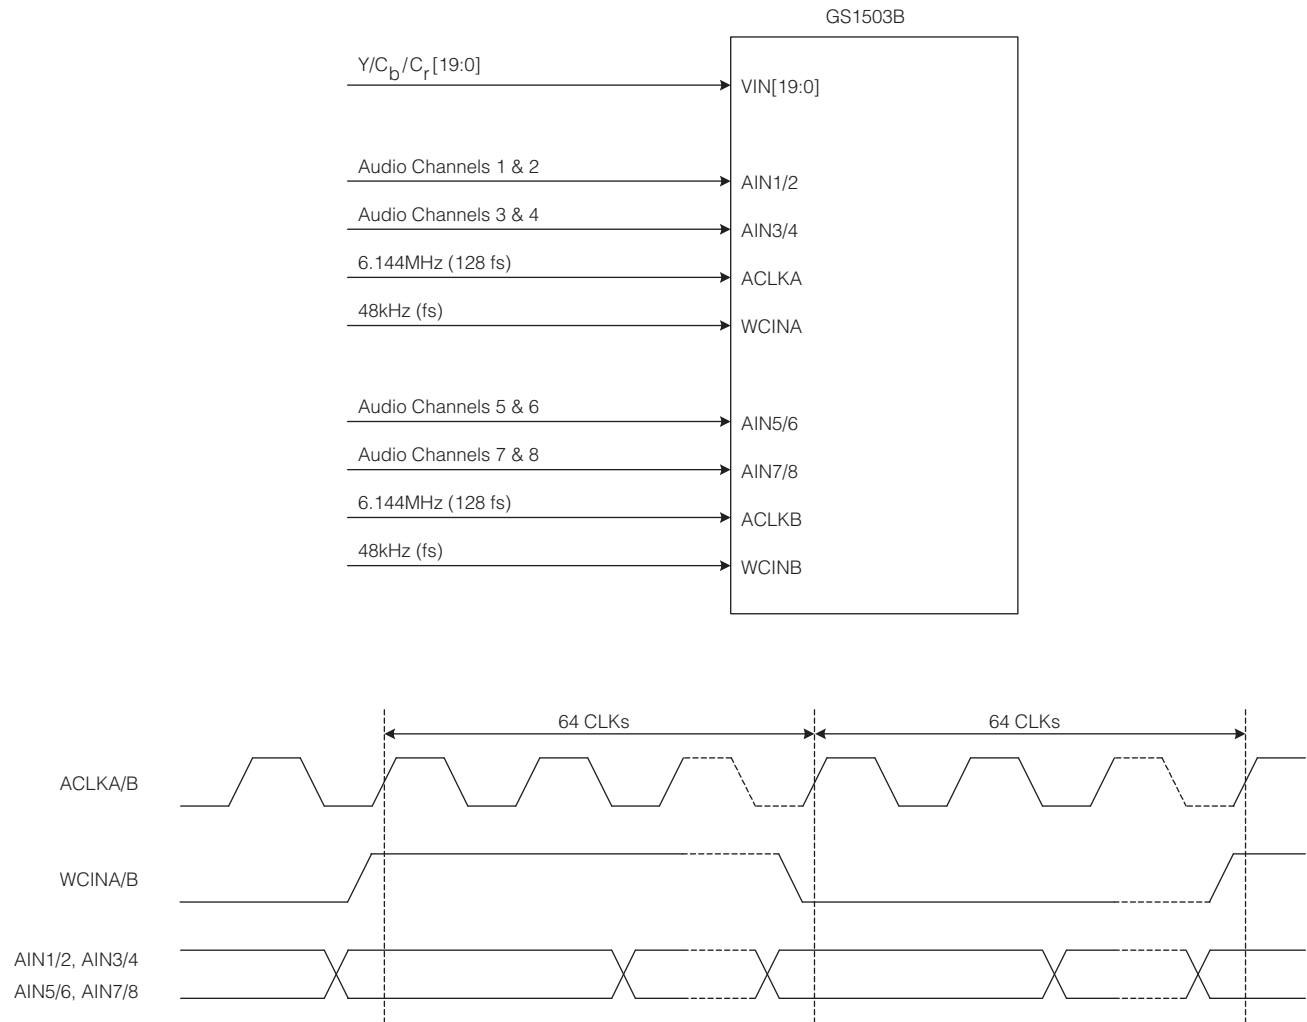 GS1503B
Y/Cb/Cr[19:0]
VIN[19:0]
Audio Channels 1 & 2
AIN1/2
Audio Channels 3 & 4
AIN3/4
6.144MHz (128 fs)
ACLKA
48kHz (fs)
WCINA
Audio Channels 5 & 6
AIN5/6
Audio Channels 7 & 8
AIN7/8
6.144MHz (128 fs)
ACLKB
48kHz (fs)
WCINB
64 CLKs
64 CLKs
ACLKA/B
WCINA/B
AIN1/2, AIN3/4
AIN5/6, AIN7/8